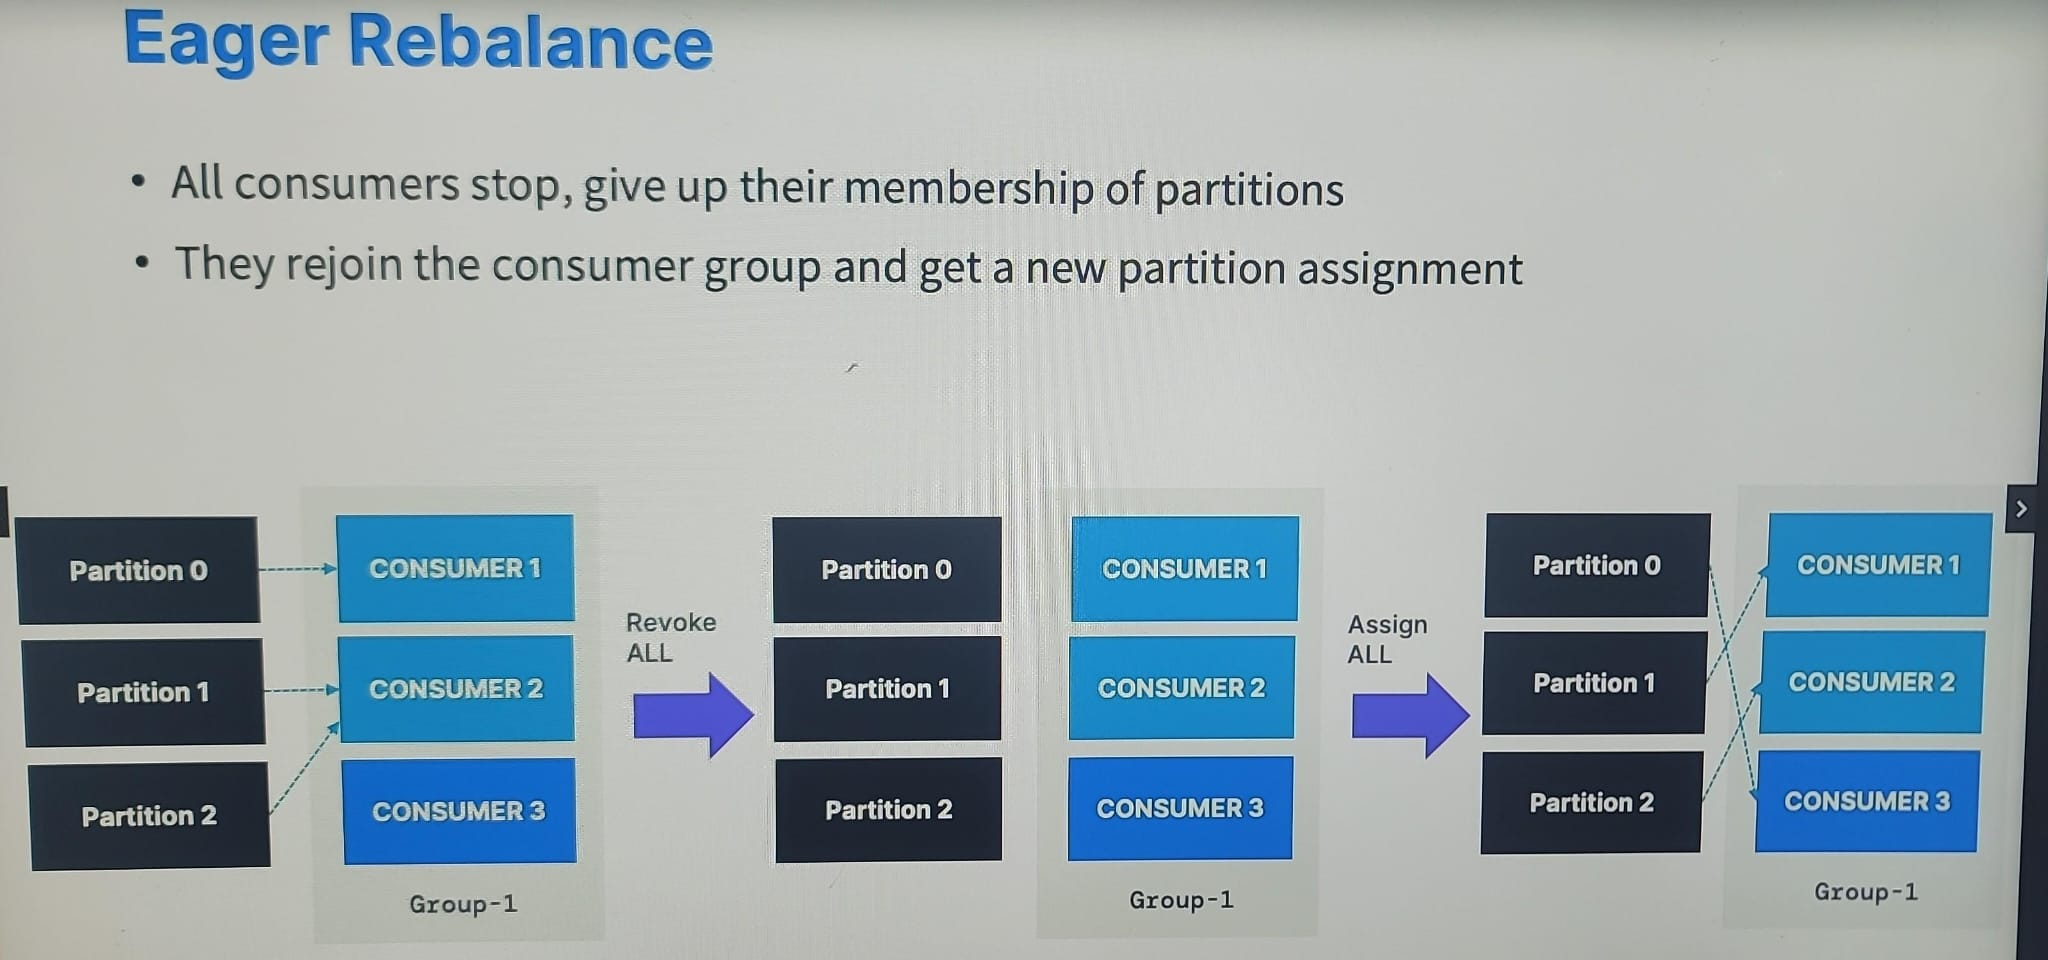 Eager Rebalance
• All consumers stop, give up their membership of partitions
• They rejoin the consumer group and get a new partition assignment
Partition 0
CONSUMER 1
Partition 1
CONSUMER 2
Partition 2
CONSUMER 3
Group-1
Revoke
ALL
Partition 0
CONSUMER 1
Partition 1
CONSUMER 2
Partition 2
CONSUMER 3
Group-1
Assign
ALL
Partition 0
CONSUMER 1
Partition 1
CONSUMER 2
Partition 2
CONSUMER 3
Group-1